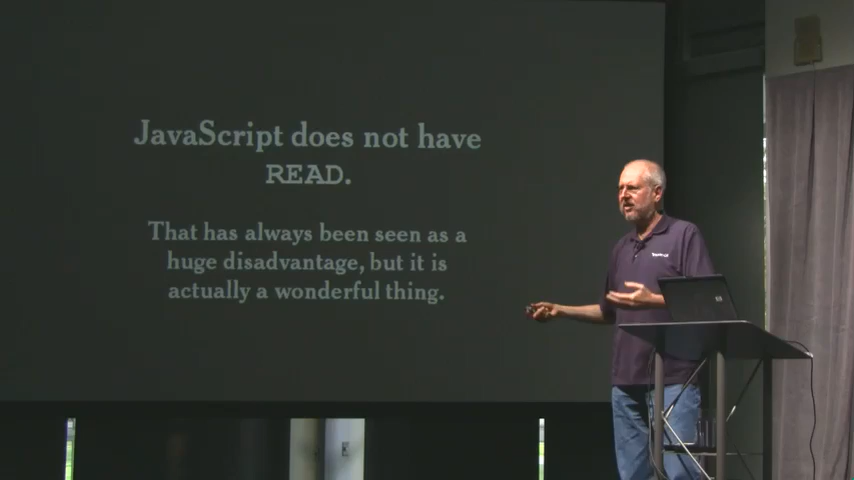 JavaScript does not have
READ.
That has always been seen as a
huge disadvantage, but it is
actually a wonderful thing.